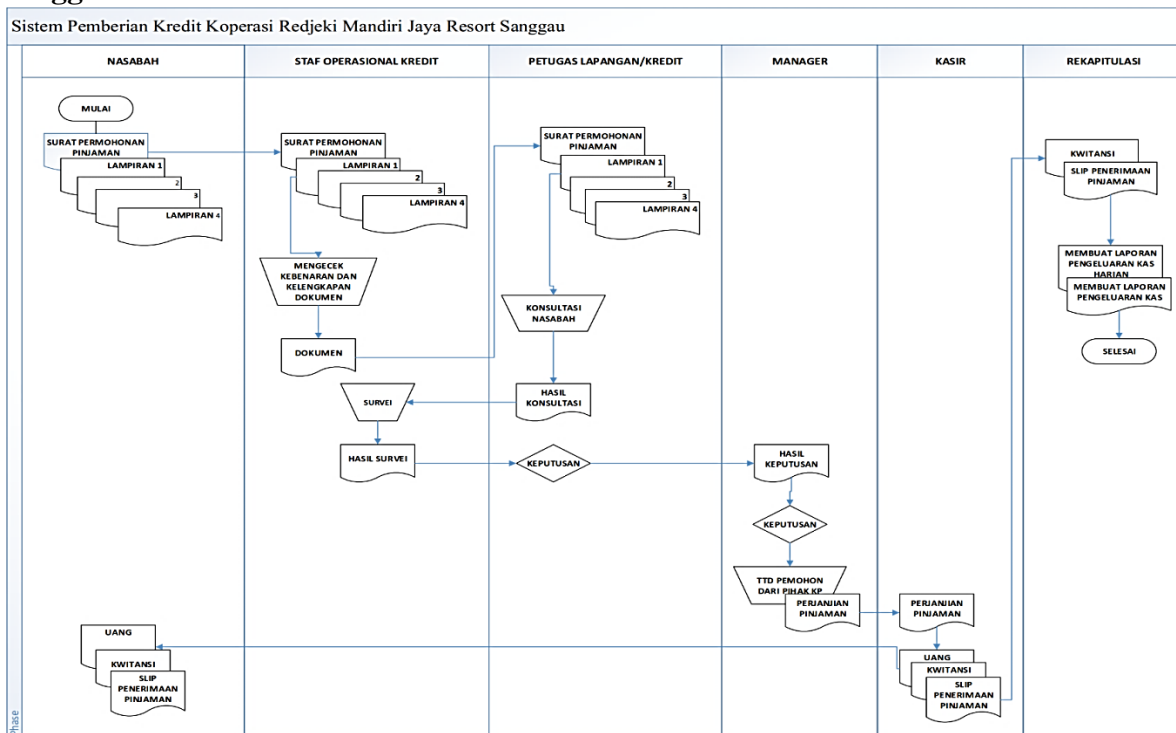 Sistem Pemberian Kredit Koperasi Redjeki Mandiri Jaya Resort Sanggau
NASABAH
STAF OPERASIONAL KREDIT
PETUGAS LAPANGAN/KREDIT
MANAGER
KASIR
REKAPITULASI
MULAI
SURAT PERMOHONAN
PINJAMAN
LAMPIRAN 1
2
3
LAMPIRAN 4
SURAT PERMOHONAN
PINJAMAN
LAMPIRAN 1
2
3
LAMPIRAN 4
MENGECEK
KEBENARAN DAN
KELENGKAPAN
DOKUMEN
DOKUMEN
SURAT PERMOHONAN
PINJAMAN
LAMPIRAN 1
2
3
LAMPIRAN 4
KONSULTASI
NASABAH
HASIL
KONSULTASI
SURVEI
HASIL SURVEI
KEPUTUSAN
HASIL
KEPUTUSAN
KEPUTUSAN
TTD PEMOHON
DARI PIHAK KP
PERJANJIAN
PINJAMAN
PERJANJIAN
PINJAMAN
UANG
KWITANSI
SLIP
PENERIMAAN
PINJAMAN
UANG
KWITANSI
SLIP
PENERIMAAN
PINJAMAN
KWITANSI
SLIP PENERIMAAN
PINJAMAN
MEMBUAT LAPORAN
PENGELUARAN KAS
HARIAN
MEMBUAT LAPORAN
PENGELUARAN KAS
SELESAI
Phase